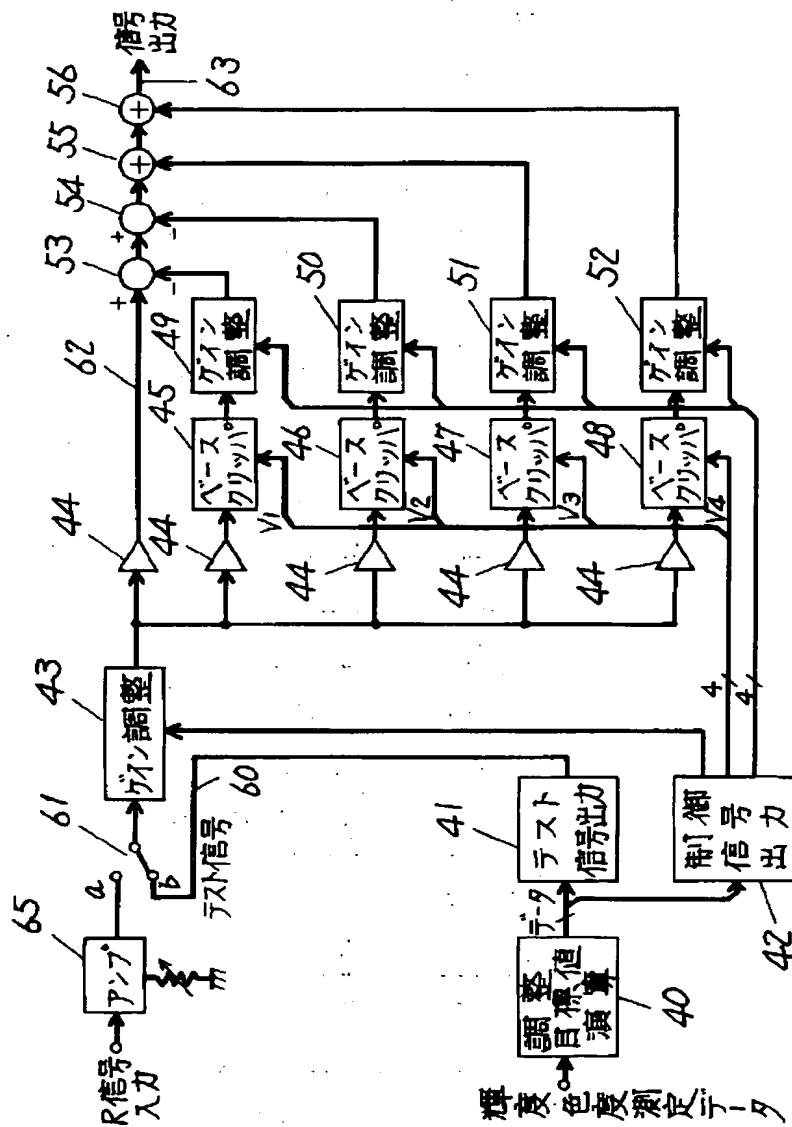 R信号
入力
アンプ
65
a
b
61
テスト信号
60
ゲイン調整
43
44
44
44
44
44
62
V1
V2
V3
V4
ベース
クリッパ
45
ベース
クリッパ
46
ベース
クリッパ
47
ベース
クリッパ
48
ゲイン
調整
49
ゲイン
調整
50
ゲイン
調整
51
ゲイン
調整
52
+
-
53
+
-
54
+
55
+
56
63
信号
出力
輝度色度測定データ
調整
目標値
演算
40
データ
テスト
信号出力
41
制御
信号
出力
42
4
4